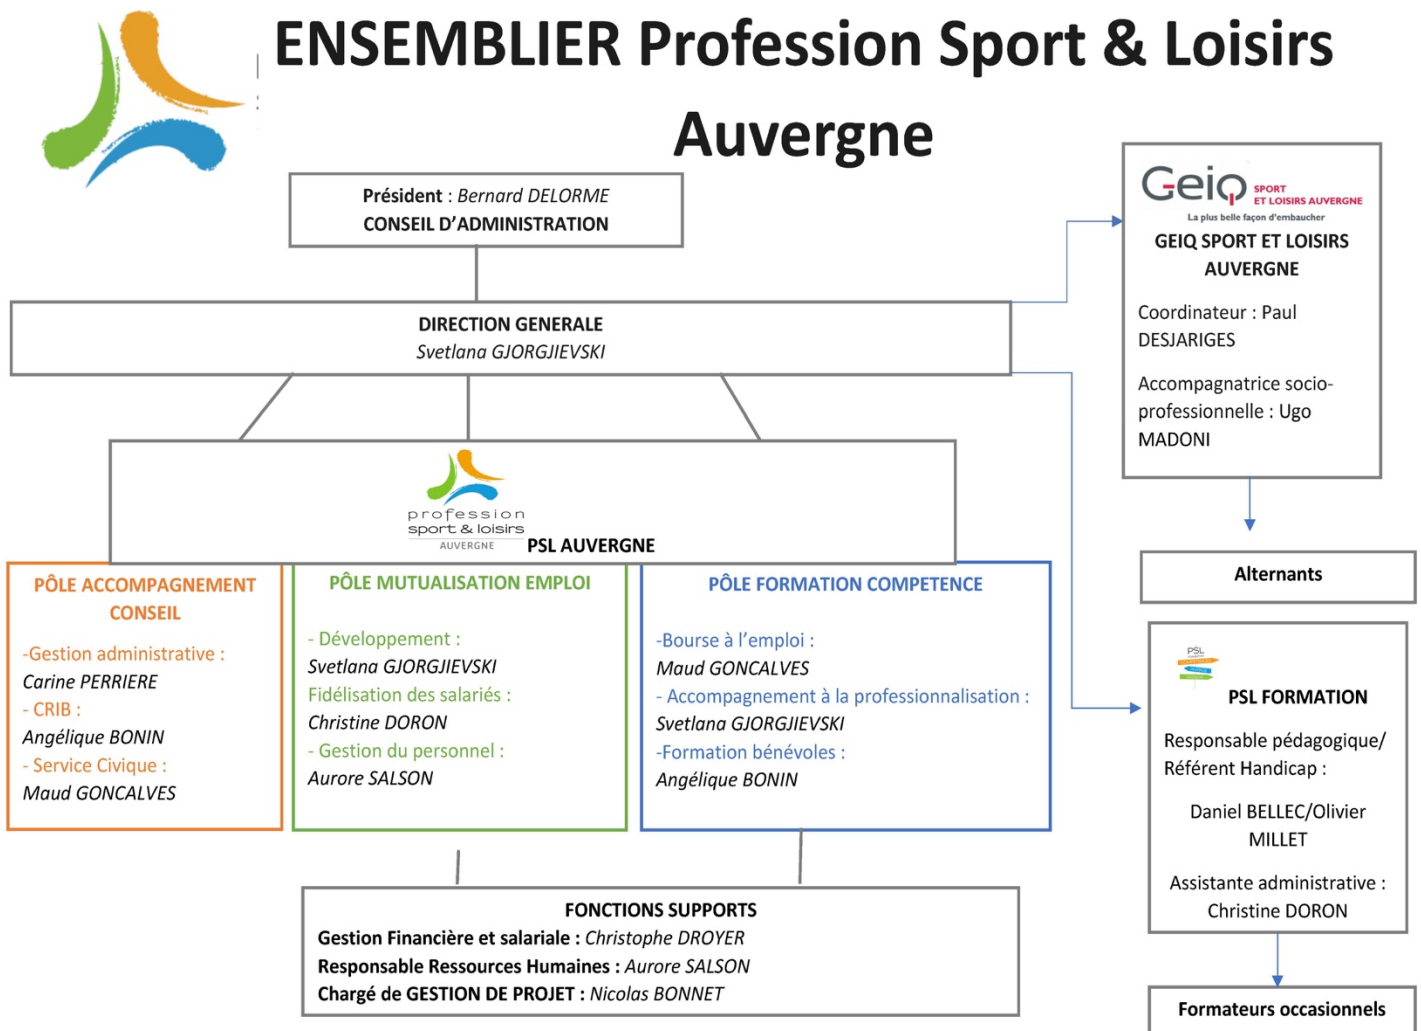 ENSEMBLIER Profession Sport & Loisirs
Auvergne
Président : Bernard DELORME
CONSEIL D'ADMINISTRATION
DIRECTION GENERALE
Svetlana GJORGJIEVSKI
profession
sport & loisirs
AUVERGNE
PSL AUVERGNE
PÔLE ACCOMPAGNEMENT
CONSEIL
-Gestion administrative :
Carine PERRIERE
- CRIB :
Angélique BONIN
- Service Civique :
Maud GONCALVES
PÔLE MUTUALISATION EMPLOI
- Développement :
Svetlana GJORGJIEVSKI
Fidélisation des salariés :
Christine DORON
- Gestion du personnel :
Aurore SALSON
PÔLE FORMATION COMPETENCE
-Bourse à l'emploi :
Maud GONCALVES
- Accompagnement à la professionnalisation :
Svetlana GJORGJIEVSKI
-Formation bénévoles :
Angélique BONIN
FONCTIONS SUPPORTS
Gestion Financière et salariale : Christophe DROYER
Responsable Ressources Humaines : Aurore SALSON
Chargé de GESTION DE PROJET : Nicolas BONNET
GeiQ SPORT
ET LOISIRS AUVERGNE
La plus belle façon d'embaucher
GEIQ SPORT ET LOISIRS
AUVERGNE
Coordinateur : Paul
DESJARIGES
Accompagnatrice socio-
professionnelle : Ugo
MADONI
Alternants
PSL
PSL FORMATION
Responsable pédagogique/
Référent Handicap :
Daniel BELLEC/Olivier
MILLET
Assistante administrative :
Christine DORON
Formateurs occasionnels